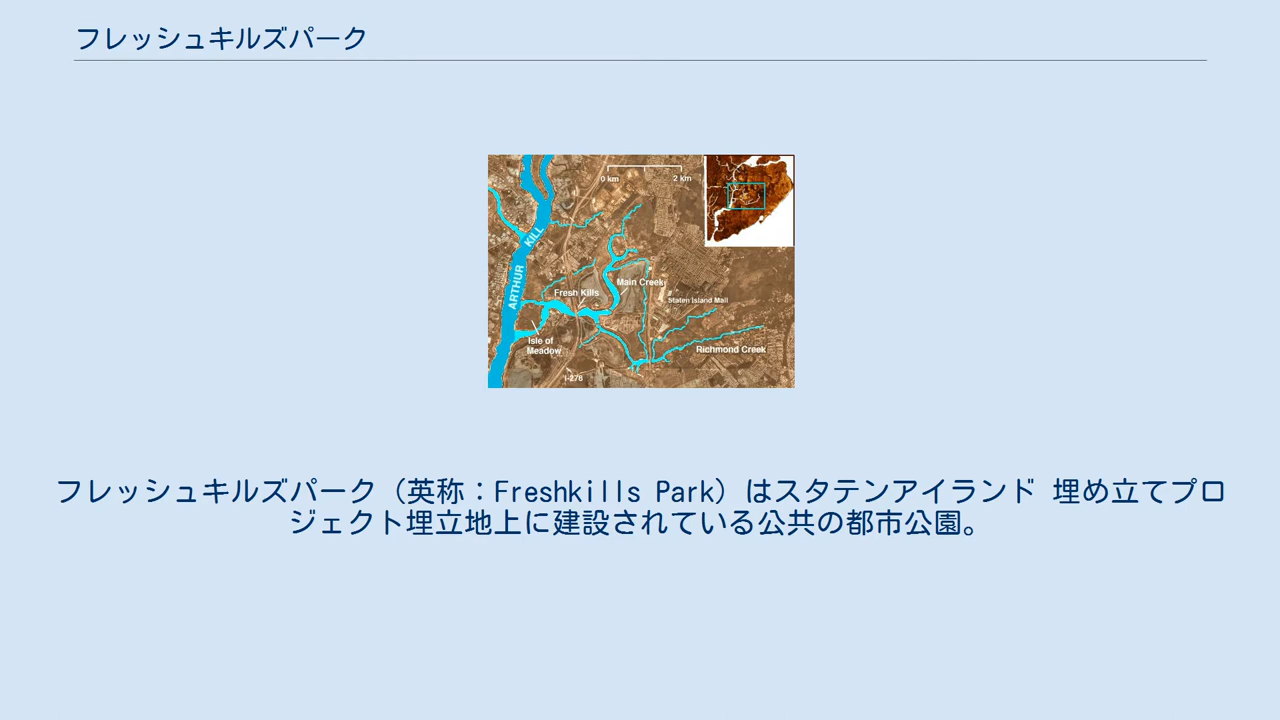 フレッシュキルズパーク
0 km 2 km
ARTHUR KILL
Fresh Kills
Main Creek
Staten Island Mall
Isle of
Meadow
Richmond Creek
I-278
フレッシュキルズパーク（英称：Freshkills Park）はスタテンアイランド 埋め立てプロ
ジェクト埋立地上に建設されている公共の都市公園。